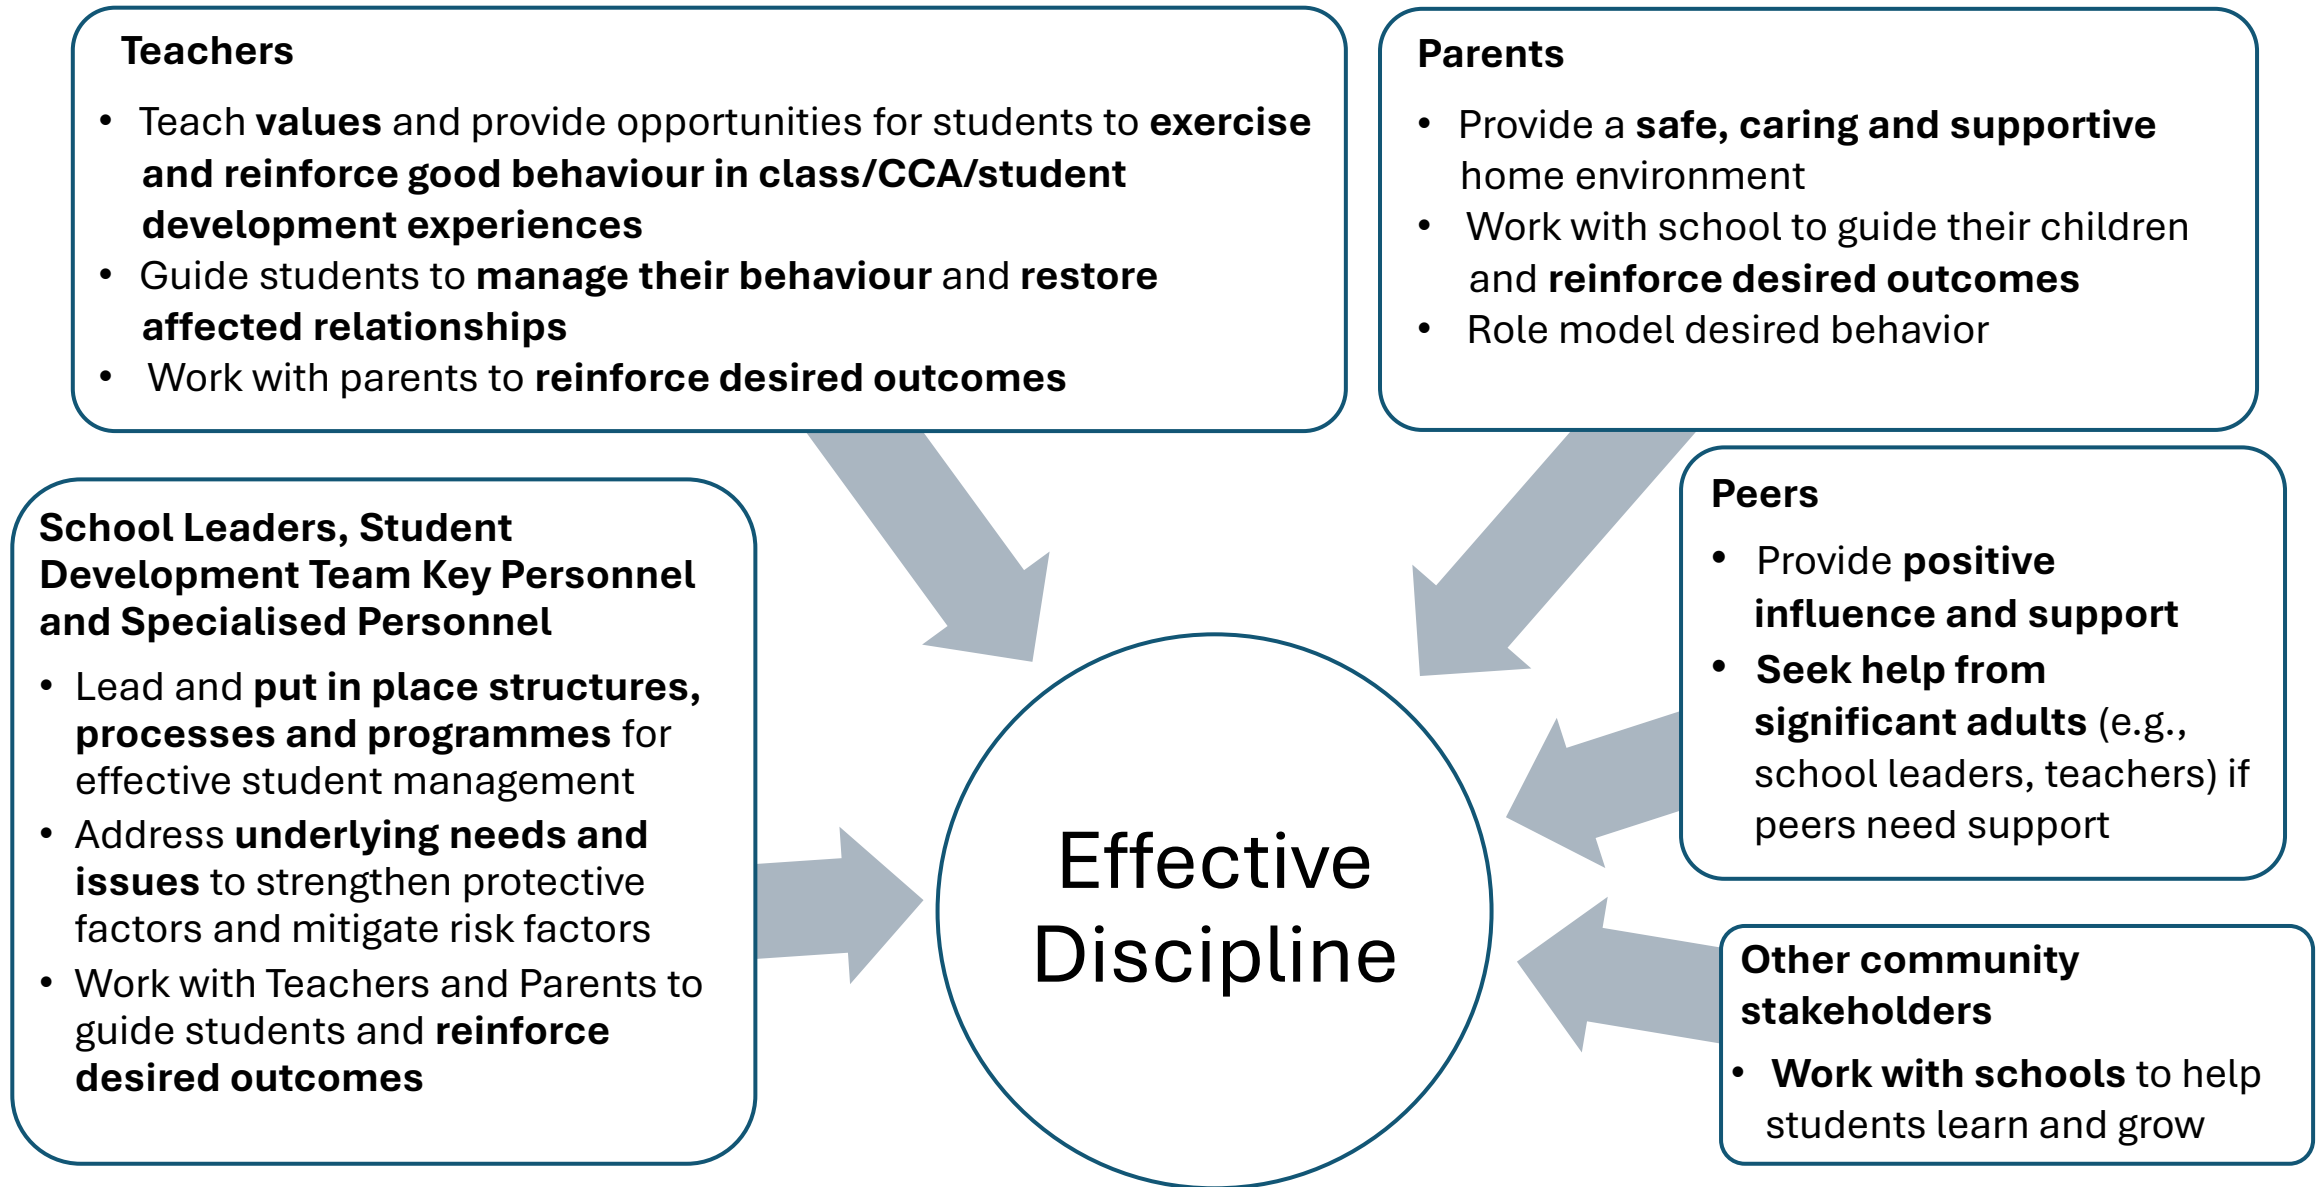 Teachers
• Teach values and provide opportunities for students to exercise
and reinforce good behaviour in class/CCA/student
development experiences
• Guide students to manage their behaviour and restore
affected relationships
• Work with parents to reinforce desired outcomes
Parents
• Provide a safe, caring and supportive
home environment
• Work with school to guide their children
and reinforce desired outcomes
• Role model desired behavior
School Leaders, Student
Development Team Key Personnel
and Specialised Personnel
• Lead and put in place structures,
processes and programmes for
effective student management
• Address underlying needs and
issues to strengthen protective
factors and mitigate risk factors
• Work with Teachers and Parents to
guide students and reinforce
desired outcomes
Effective
Discipline
Peers
• Provide positive
influence and support
• Seek help from
significant adults (e.g.,
school leaders, teachers) if
peers need support
Other community
stakeholders
• Work with schools to help
students learn and grow